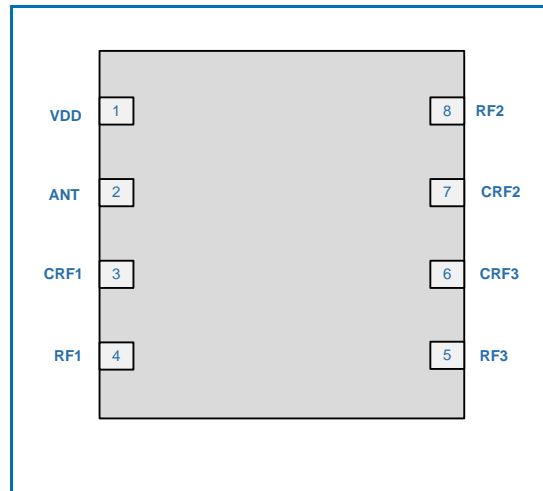 VDD 1 8 RF2
ANT 2 7 CRF2
CRF1 3 6 CRF3
RF1 4 5 RF3